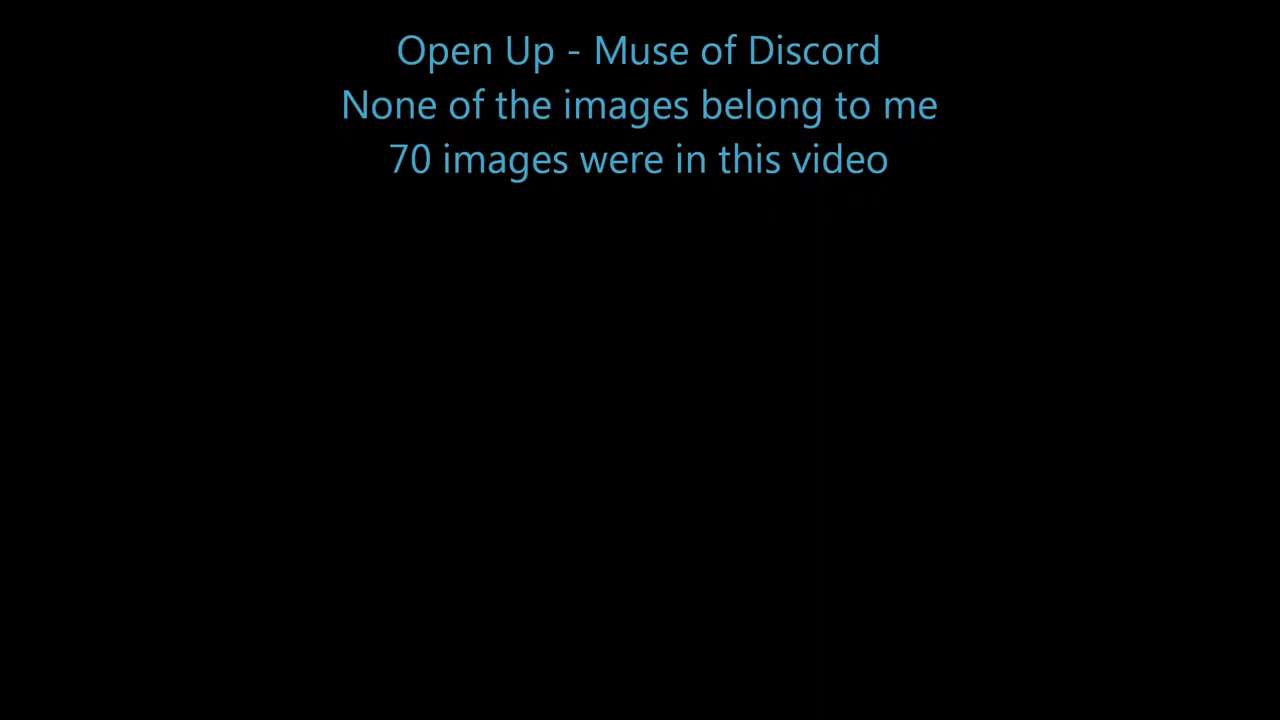 Open Up - Muse of Discord
None of the images belong to me
70 images were in this video